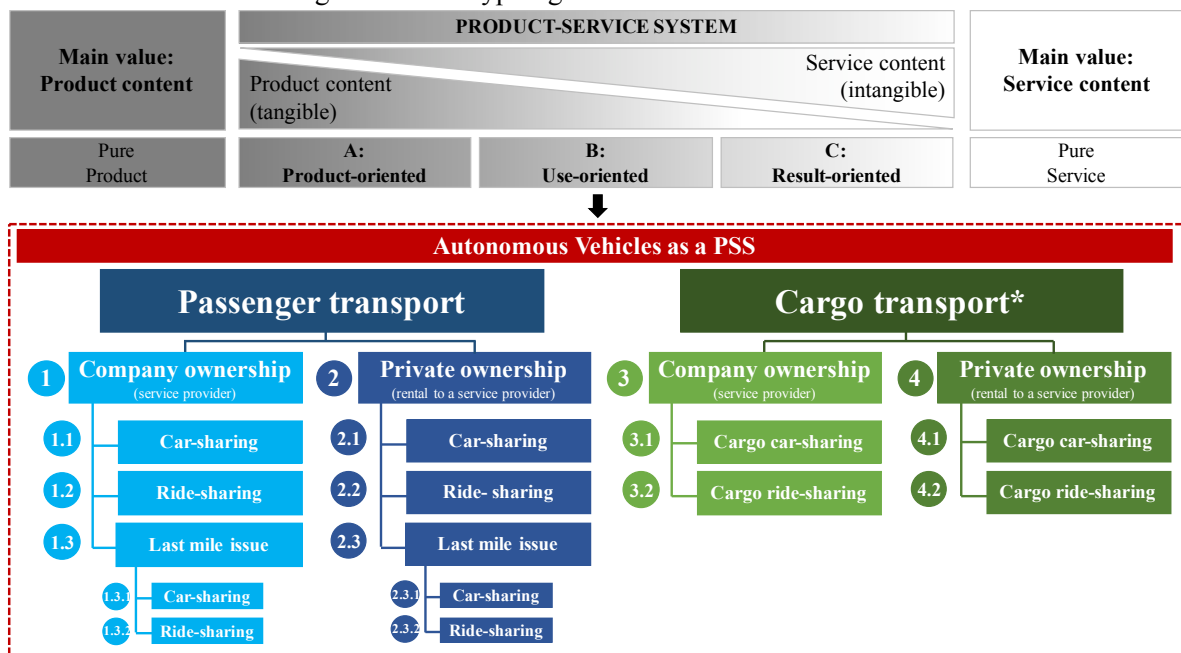 PRODUCT-SERVICE SYSTEM
Main value:
Product content
Product content
(tangible)
Service content
(intangible)
Main value:
Service content
Pure
Product
A:
Product-oriented
B:
Use-oriented
C:
Result-oriented
Pure
Service
Autonomous Vehicles as a PSS
Passenger transport
Cargo transport*
1
Company ownership
(service provider)
1.1
Car-sharing
1.2
Ride-sharing
1.3
Last mile issue
1.3.1
Car-sharing
1.3.2
Ride-sharing
2
Private ownership
(rental to a service provider)
2.1
Car-sharing
2.2
Ride- sharing
2.3
Last mile issue
2.3.1
Car-sharing
2.3.2
Ride-sharing
3
Company ownership
(service provider)
3.1
Cargo car-sharing
3.2
Cargo ride-sharing
4
Private ownership
(rental to a service provider)
4.1
Cargo car-sharing
4.2
Cargo ride-sharing